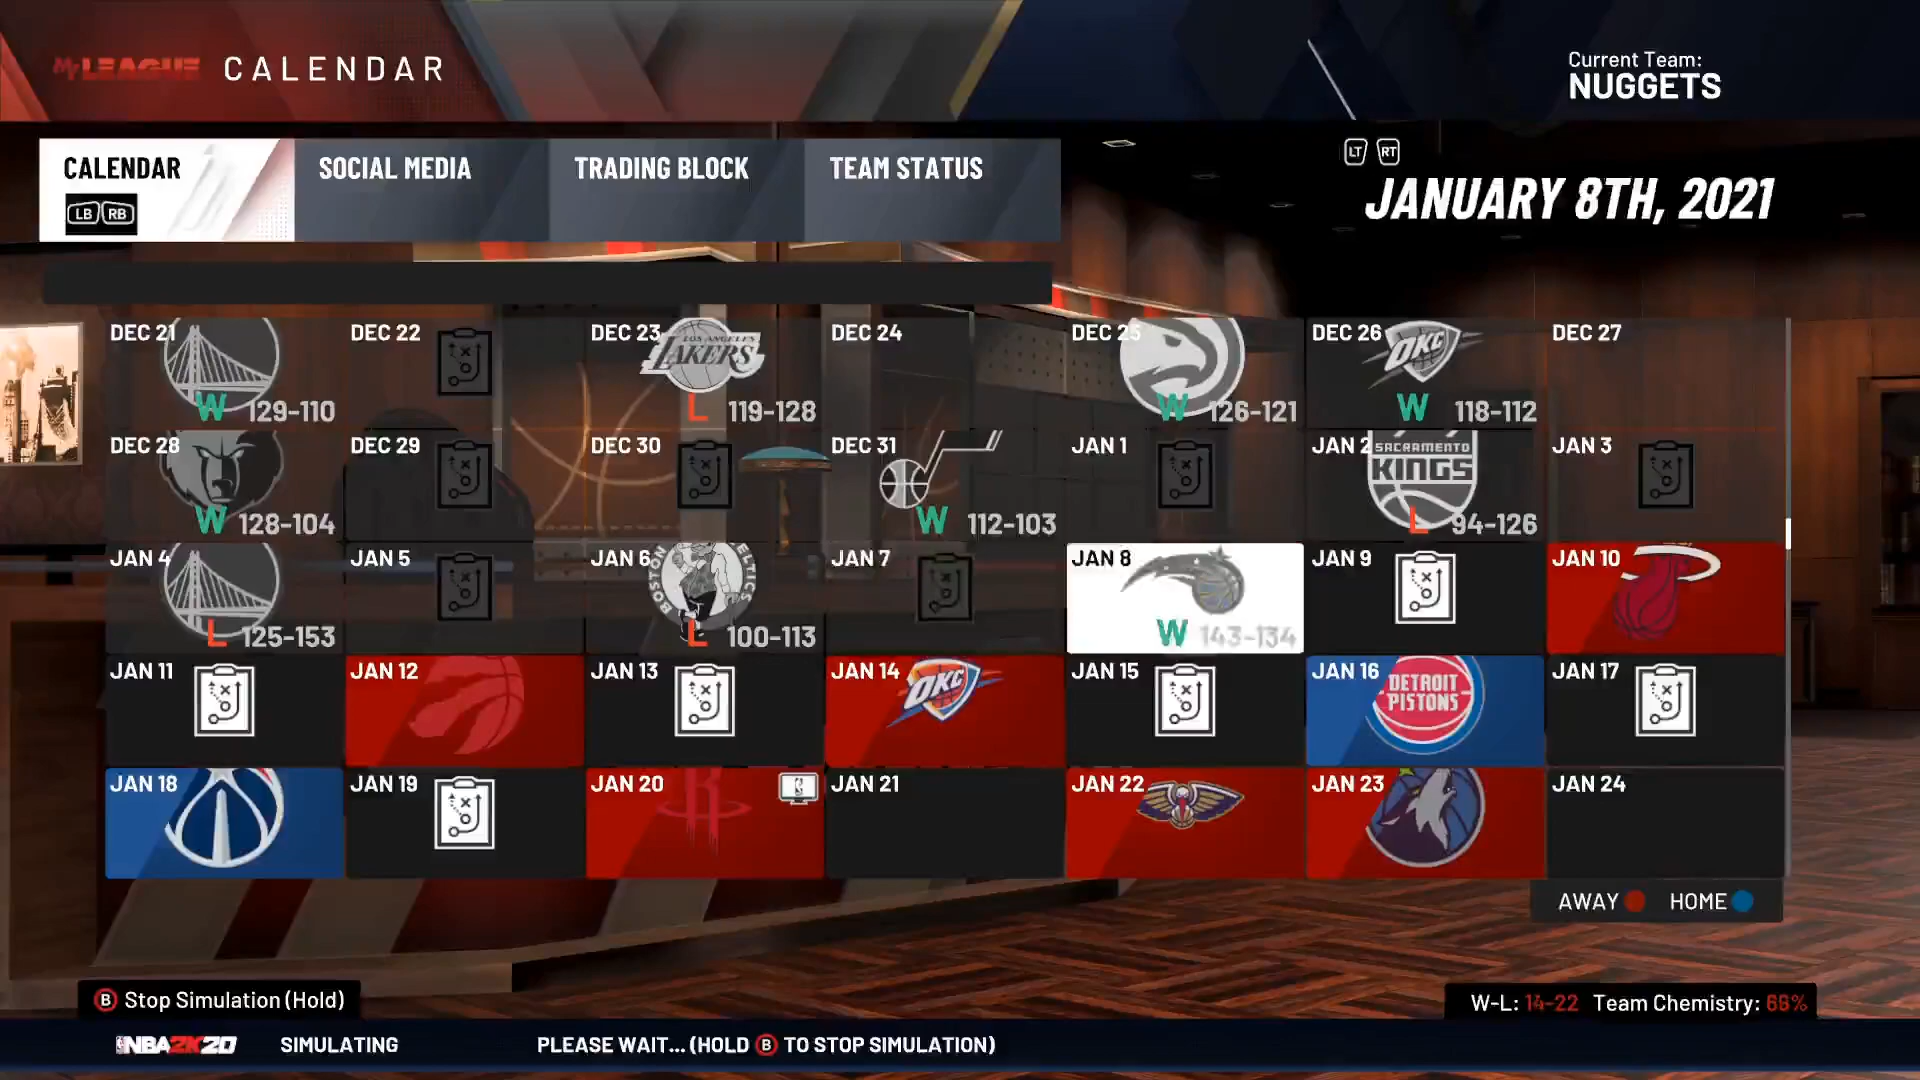 MyLEAGUE CALENDAR
Current Team:
NUGGETS
CALENDAR
LB RB
SOCIAL MEDIA
TRADING BLOCK
TEAM STATUS
LT RT
JANUARY 8TH, 2021
DEC 21
W 129-110
DEC 22
DEC 23
LOS ANGELES
LAKERS
L 119-128
DEC 24
DEC 25
W 126-121
DEC 26
OKC
W 118-112
DEC 27
DEC 28
W 128-104
DEC 29
DEC 30
DEC 31
W 112-103
JAN 1
JAN 2
SACRAMENTO
KINGS
L 94-126
JAN 3
JAN 4
L 125-153
JAN 5
JAN 6
BOSTON CELTICS
L 100-113
JAN 7
JAN 8
W 143-134
JAN 9
JAN 10
JAN 11
JAN 12
JAN 13
JAN 14
OKC
JAN 15
JAN 16
DETROIT
PISTONS
JAN 17
JAN 18
JAN 19
JAN 20
R
JAN 21
JAN 22
JAN 23
JAN 24
AWAY HOME
B Stop Simulation (Hold)
W-L: 14-22 Team Chemistry: 66%
NBA2K20 SIMULATING PLEASE WAIT... (HOLD B TO STOP SIMULATION)